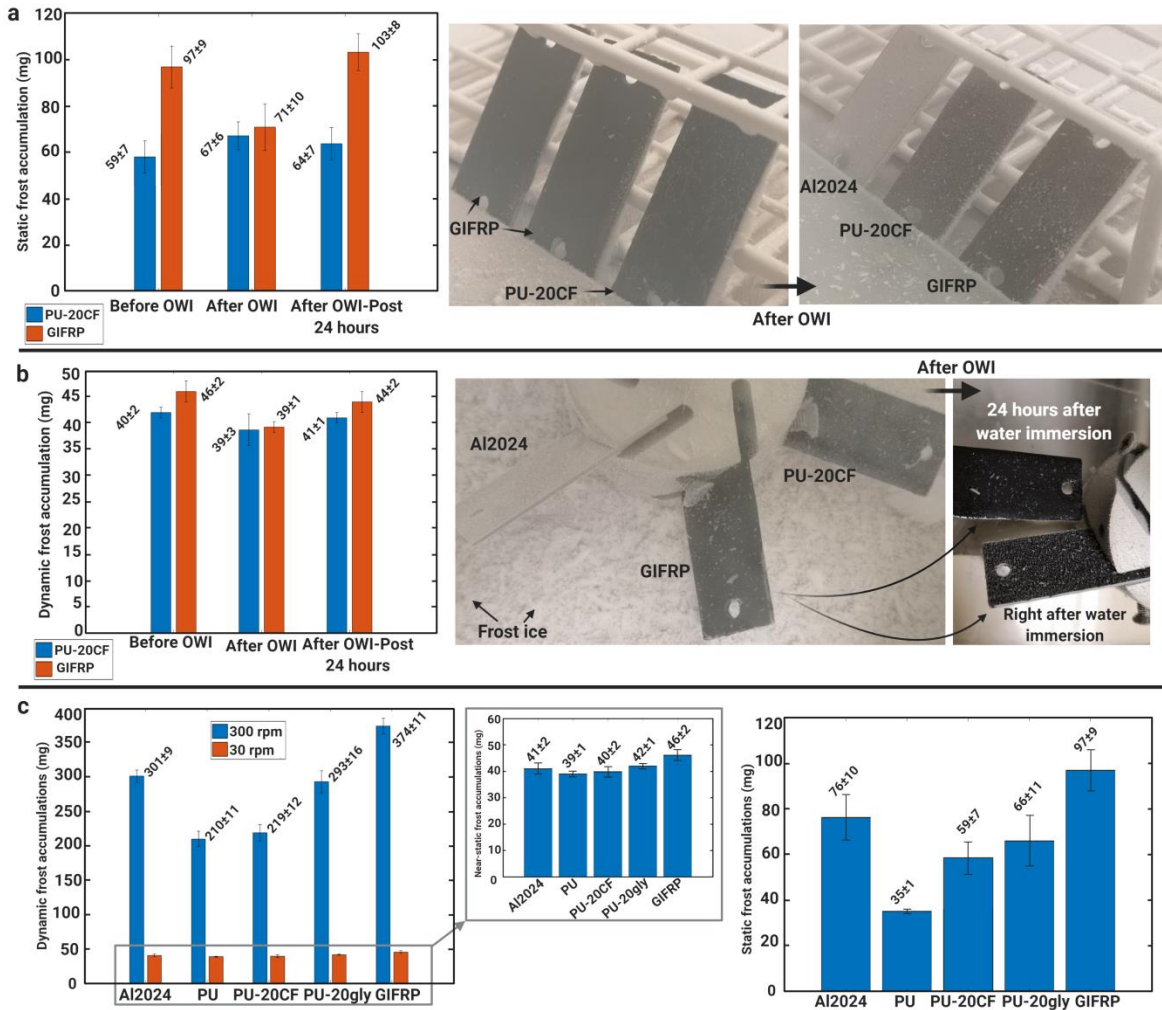 a
Static frost accumulation (mg)
120
100
80
60
40
20
0
59±7
97±9
67±6
71±10
64±7
103±8
Before OWI
After OWI
After OWI-Post
24 hours
PU-20CF
GIFRP
GIFRP
PU-20CF
After OWI
Al2024
PU-20CF
GIFRP
b
Dynamic frost accumulation (mg)
50
45
40
35
30
25
20
15
10
5
0
40±2
46±2
39±3
39±1
41±1
44±2
Before OWI
After OWI
After OWI-Post
24 hours
PU-20CF
GIFRP
Al2024
PU-20CF
GIFRP
Frost ice
After OWI
24 hours after
water immersion
Right after water
immersion
c
Dynamic frost accumulations (mg)
400
350
300
250
200
150
100
50
0
300 rpm
30 rpm
301±9
210±11
219±12
293±16
374±11
Al2024
PU
PU-20CF
PU-20gly
GIFRP
Near-static frost accumulations (mg)
60
50
40
30
20
10
0
41±2
39±1
40±2
42±1
46±2
Al2024
PU
PU-20CF
PU-20gly
GIFRP
Static frost accumulations (mg)
120
100
80
60
40
20
0
76±10
35±1
59±7
66±11
97±9
Al2024
PU
PU-20CF
PU-20gly
GIFRP